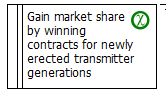 Gain market share
by winning
contracts for newly
erected transmitter
generations